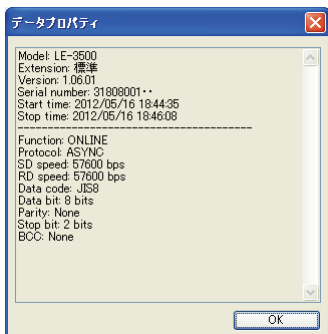 データプロパティ
Model: LE-3500
Extension: 標準
Version: 1.06.01
Serial number: 31808001･･
Start time: 2012/05/16 18:44:35
Stop time: 2012/05/16 18:46:08
----------------------------------------
Function: ONLINE
Protocol: ASYNC
SD speed: 57600 bps
RD speed: 57600 bps
Data code: JIS8
Data bit: 8 bits
Parity: None
Stop bit: 2 bits
BCC: None
OK